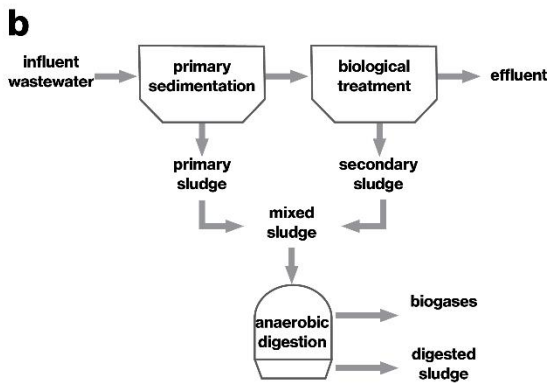 b
influent
wastewater
primary
sedimentation
biological
treatment
effluent
primary
sludge
secondary
sludge
mixed
sludge
anaerobic
digestion
biogases
digested
sludge